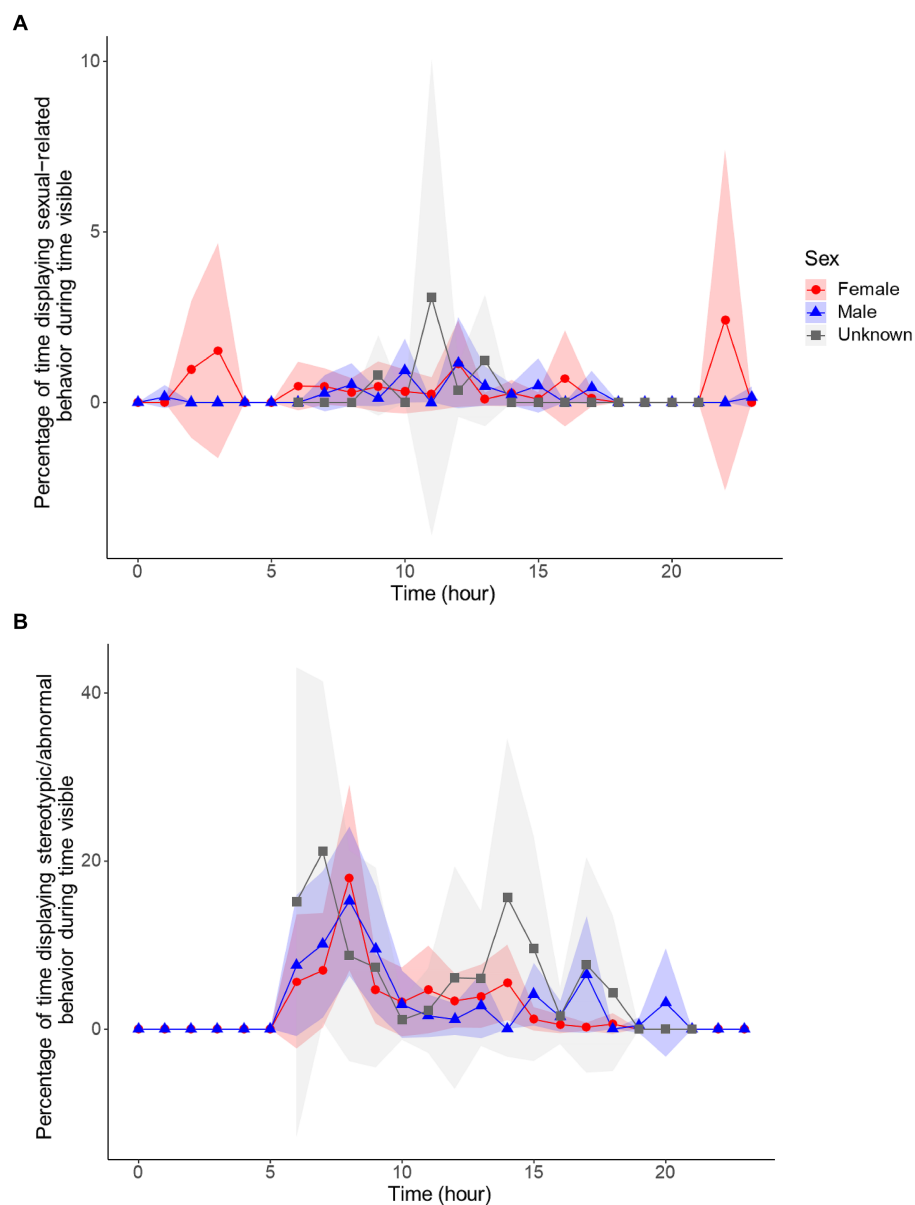 A
Percentage of time displaying sexual−related
behavior during time visible
10
5
0
0
5
10
15
20
Time (hour)
Sex
Female
Male
Unknown
B
Percentage of time displaying stereotypic/abnormal
behavior during time visible
40
20
0
0
5
10
15
20
Time (hour)